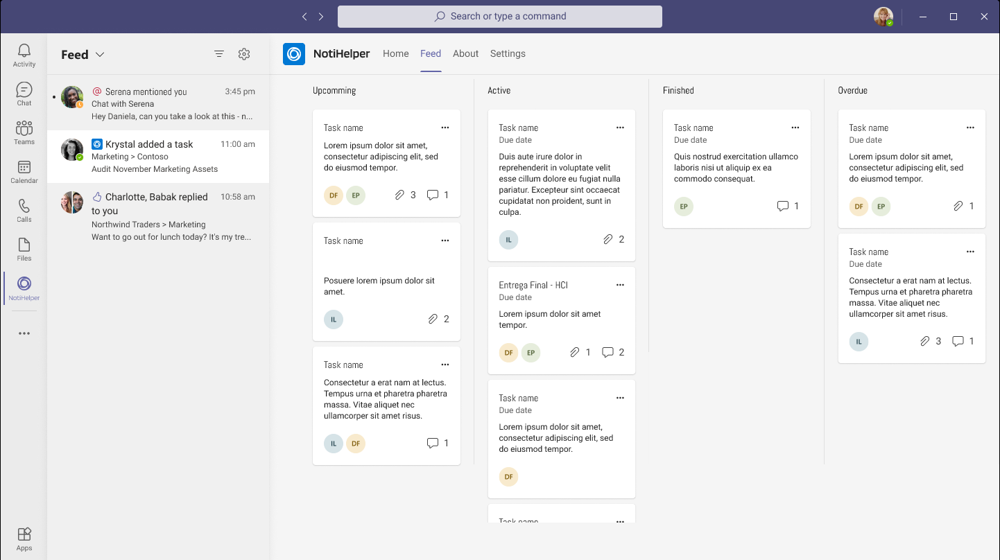 Search or type a command
Activity
Chat
Teams
Calendar
Calls
Files
NotiHelper
Apps
Feed
@ Serena mentioned you 3:45 pm
Chat with Serena
Hey Daniela, can you take a look at this - n...
Krystal added a task 11:00 am
Marketing > Contoso
Audit November Marketing Assets
Charlotte, Babak replied 10:58 am
to you
Northwind Traders > Marketing
Want to go out for lunch today? It's my tre...
NotiHelper Home Feed About Settings
Upcomming
Task name
Lorem ipsum dolor sit amet,
consectetur adipiscing elit, sed
do eiusmod tempor.
DF EP 3 1
Task name
Posuere lorem ipsum dolor sit
amet.
IL 2
Task name
Consectetur a erat nam at lectus.
Tempus urna et pharetra pharetra
massa. Vitae aliquet nec
ullamcorper sit amet risus.
IL DF 1
Active
Task name
Due date
Duis aute irure dolor in
reprehenderit in voluptate velit
esse cillum dolore eu fugiat nulla
pariatur. Excepteur sint occaecat
cupidatat non proident, sunt in
culpa.
IL 2
Entrega Final - HCI
Due date
Lorem ipsum dolor sit amet
tempor.
DF EP 1 2
Task name
Due date
Lorem ipsum dolor sit amet,
consectetur adipiscing elit, sed
do eiusmod tempor.
DF
Task name
Finished
Task name
Due date
Quis nostrud exercitation ullamco
laboris nisi ut aliquip ex ea
commodo consequat.
EP 1
Overdue
Task name
Due date
Lorem ipsum dolor sit amet,
consectetur adipiscing elit, sed
do eiusmod tempor.
DF EP 1
Task name
Due date
Consectetur a erat nam at lectus.
Tempus urna et pharetra pharetra
massa. Vitae aliquet nec
ullamcorper sit amet risus.
IL 3 1